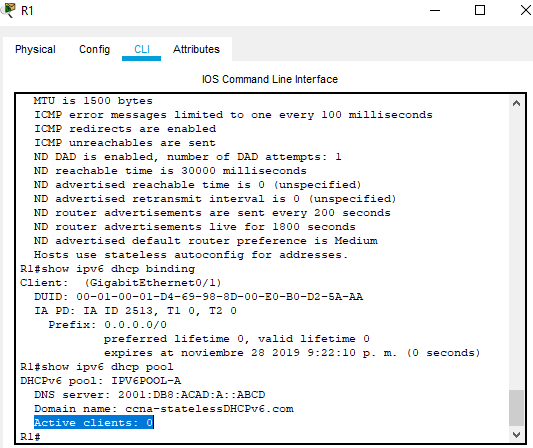 R1
Physical Config CLI Attributes
IOS Command Line Interface
MTU is 1500 bytes
ICMP error messages limited to one every 100 milliseconds
ICMP redirects are enabled
ICMP unreachables are sent
ND DAD is enabled, number of DAD attempts: 1
ND reachable time is 30000 milliseconds
ND advertised reachable time is 0 (unspecified)
ND advertised retransmit interval is 0 (unspecified)
ND router advertisements are sent every 200 seconds
ND router advertisements live for 1800 seconds
ND advertised default router preference is Medium
Hosts use stateless autoconfig for addresses.
R1#show ipv6 dhcp binding
Client:  (GigabitEthernet0/1)
DUID: 00-01-00-01-D4-69-98-8D-00-E0-B0-D2-5A-AA
IA PD: IA ID 2513, T1 0, T2 0
Prefix: 0.0.0.0/0
preferred lifetime 0, valid lifetime 0
expires at noviembre 28 2019 9:22:10 p. m. (0 seconds)
R1#show ipv6 dhcp pool
DHCPv6 pool: IPV6POOL-A
DNS server: 2001:DB8:ACAD:A::ABCD
Domain name: ccna-statelessDHCPv6.com
Active clients: 0
R1#